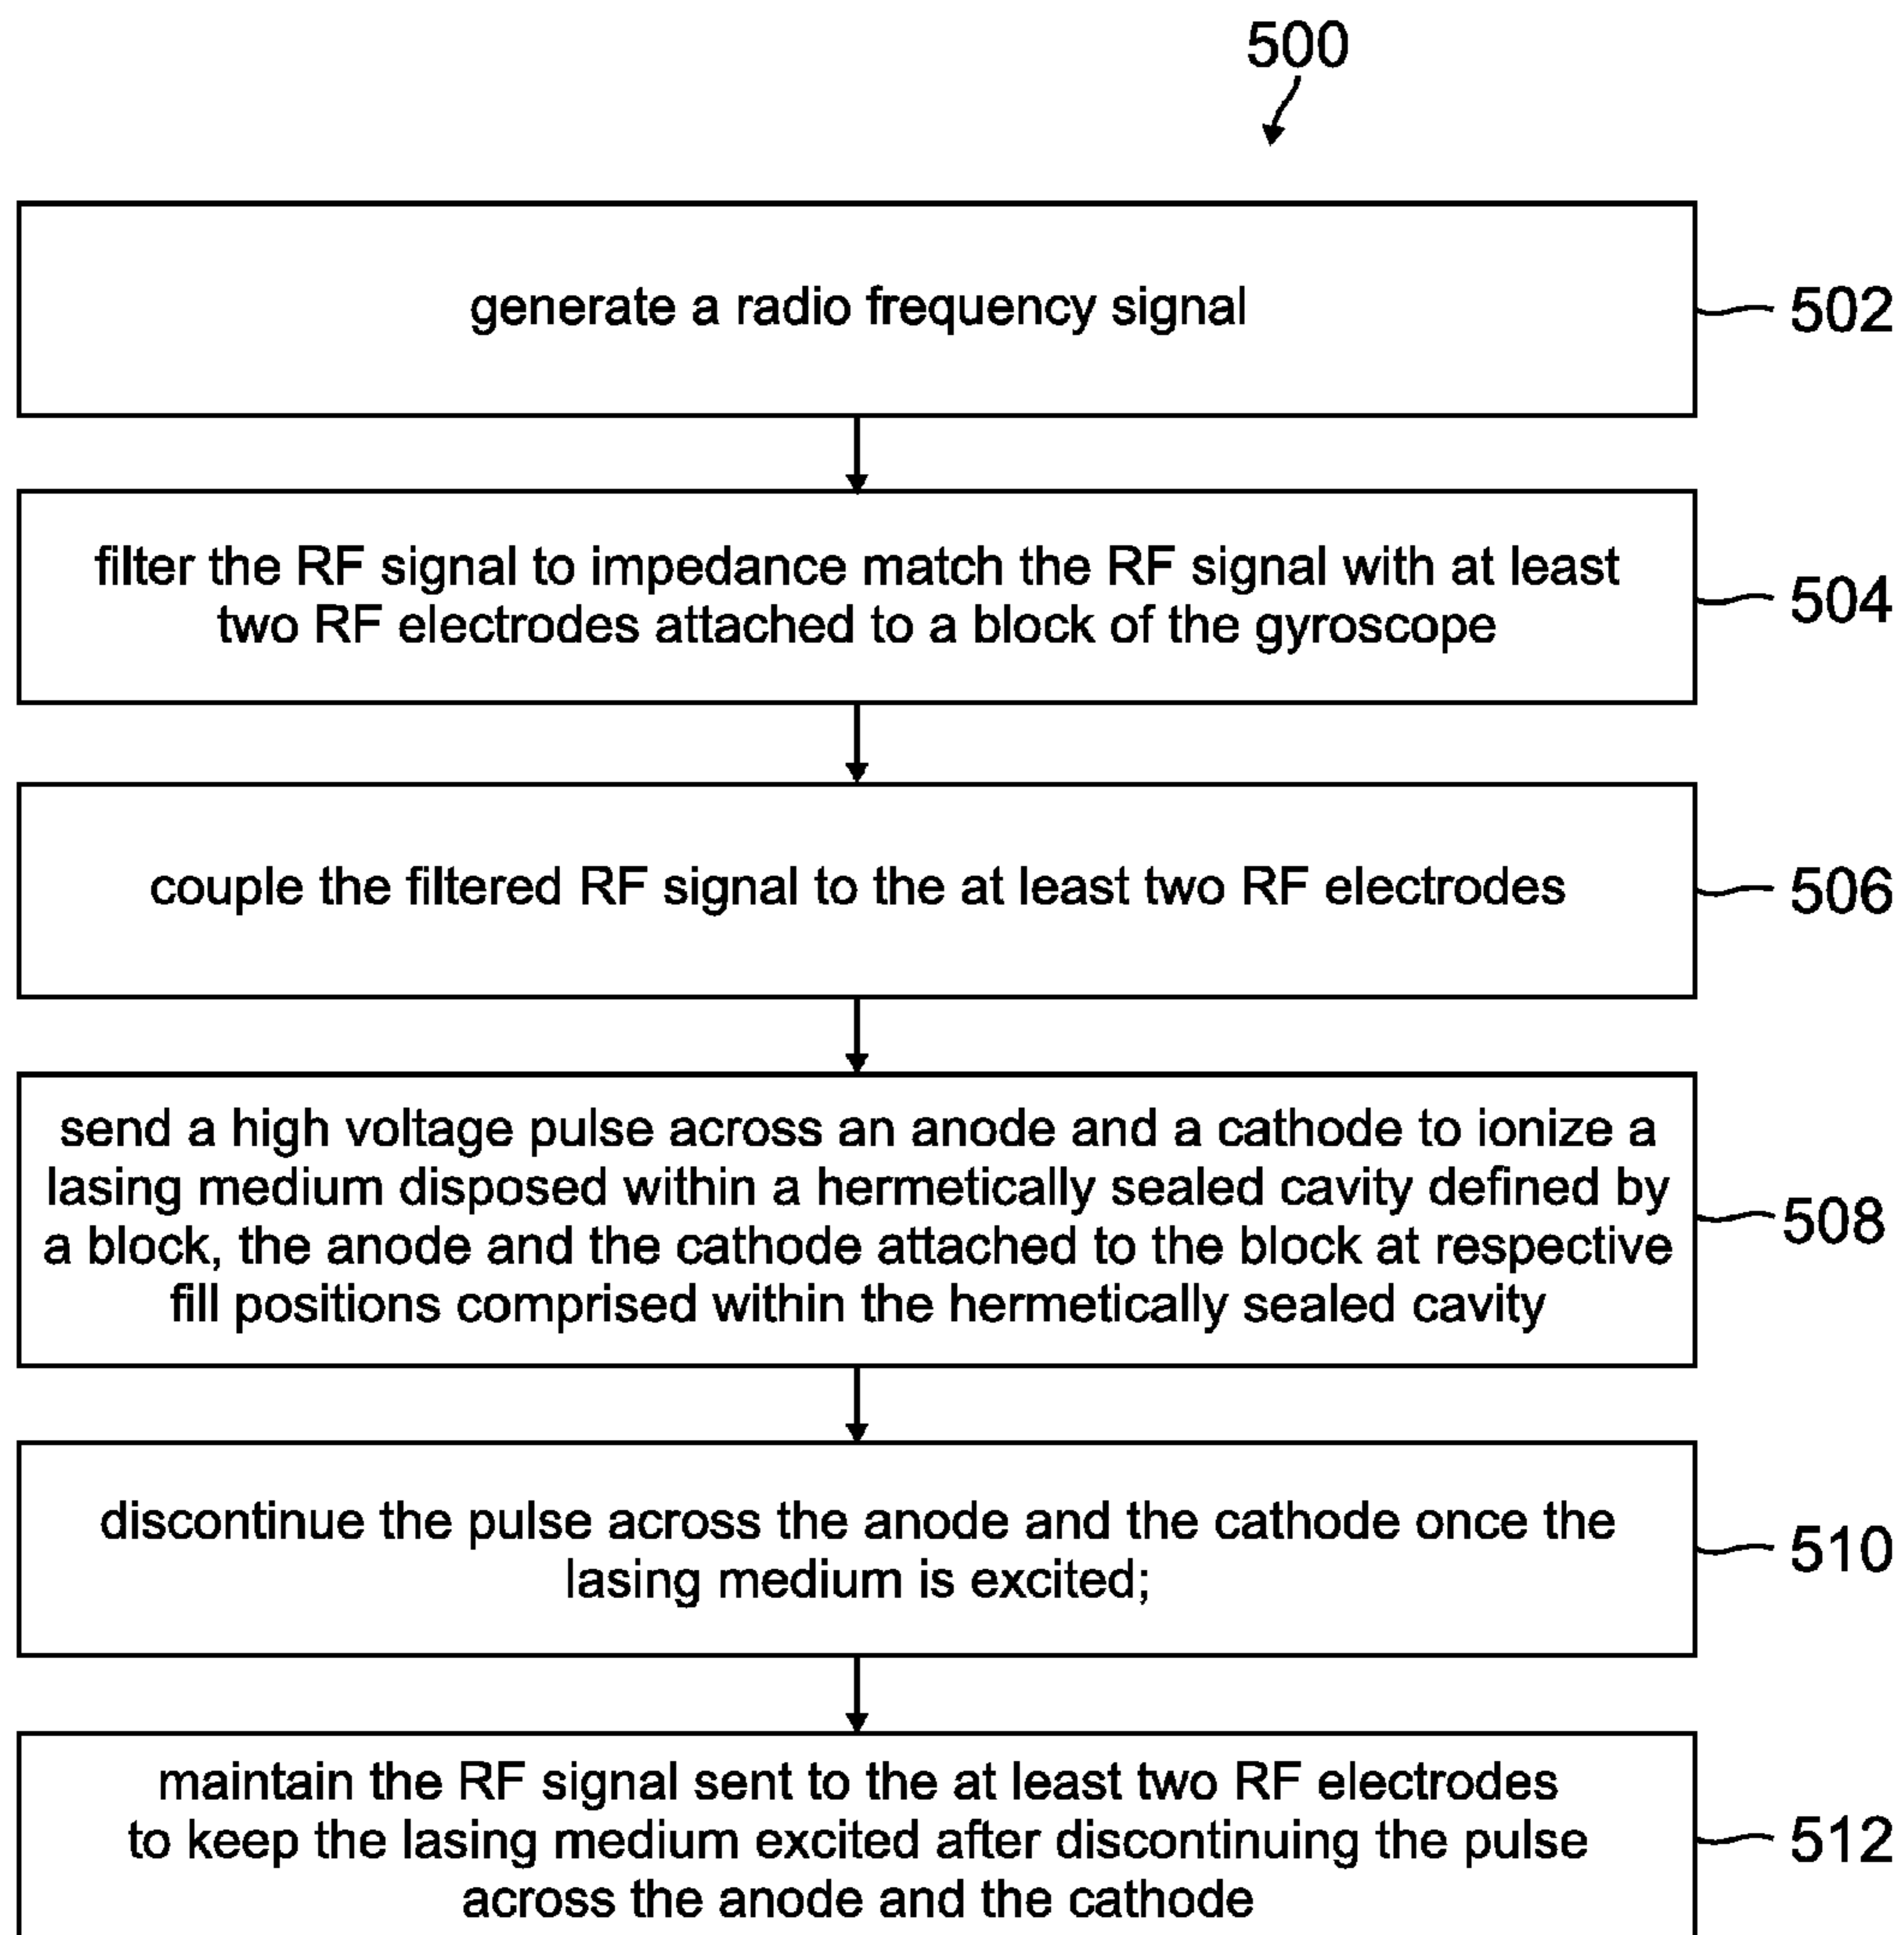 500
generate a radio frequency signal
502
filter the RF signal to impedance match the RF signal with at least
two RF electrodes attached to a block of the gyroscope
504
couple the filtered RF signal to the at least two RF electrodes
506
send a high voltage pulse across an anode and a cathode to ionize a
lasing medium disposed within a hermetically sealed cavity defined by
a block, the anode and the cathode attached to the block at respective
fill positions comprised within the hermetically sealed cavity
508
discontinue the pulse across the anode and the cathode once the
lasing medium is excited;
510
maintain the RF signal sent to the at least two RF electrodes
to keep the lasing medium excited after discontinuing the pulse
across the anode and the cathode
512